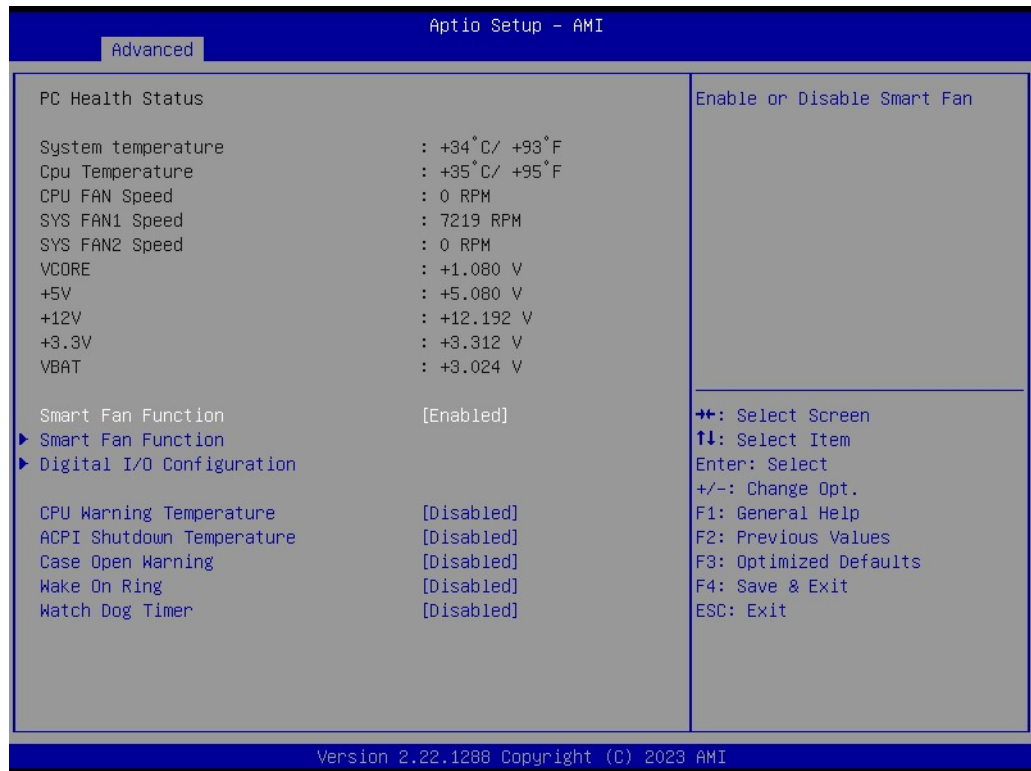 Aptio Setup – AMI
Advanced
PC Health Status
System temperature : +34°C/ +93°F
Cpu Temperature : +35°C/ +95°F
CPU FAN Speed : 0 RPM
SYS FAN1 Speed : 7219 RPM
SYS FAN2 Speed : 0 RPM
VCORE : +1.080 V
+5V : +5.080 V
+12V : +12.192 V
+3.3V : +3.312 V
VBAT : +3.024 V
Smart Fan Function [Enabled]
Smart Fan Function
Digital I/O Configuration
CPU Warning Temperature [Disabled]
ACPI Shutdown Temperature [Disabled]
Case Open Warning [Disabled]
Wake On Ring [Disabled]
Watch Dog Timer [Disabled]
Enable or Disable Smart Fan
→←: Select Screen
↑↓: Select Item
Enter: Select
+/-: Change Opt.
F1: General Help
F2: Previous Values
F3: Optimized Defaults
F4: Save & Exit
ESC: Exit
Version 2.22.1288 Copyright (C) 2023 AMI